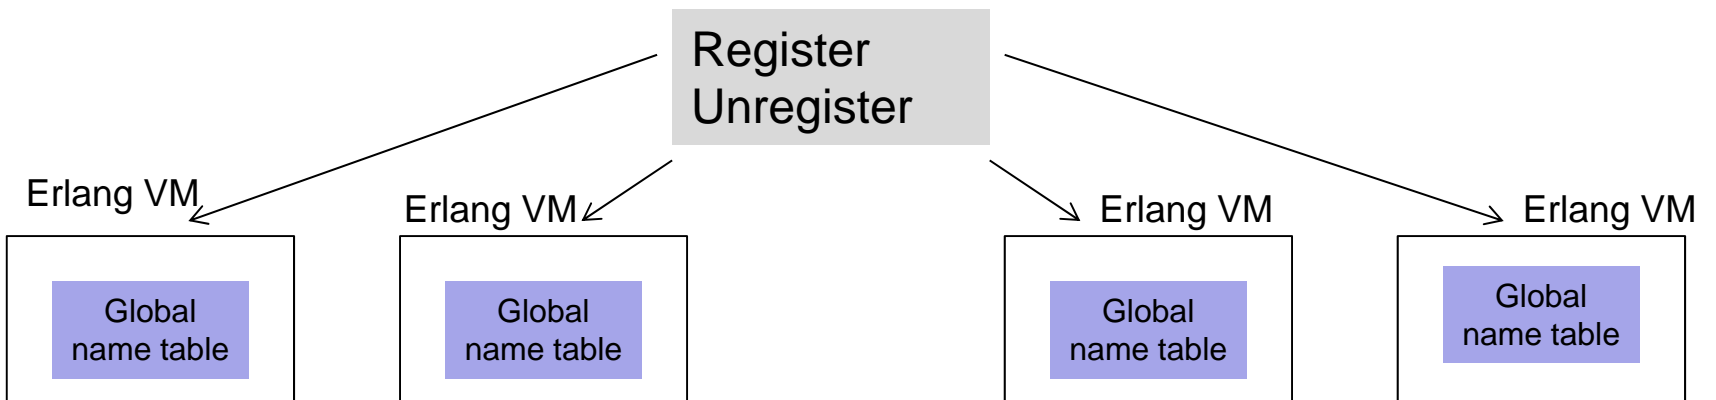 Register
Unregister
Erlang VM
Erlang VM
Erlang VM
Erlang VM
Global
name table
Global
name table
Global
name table
Global
name table